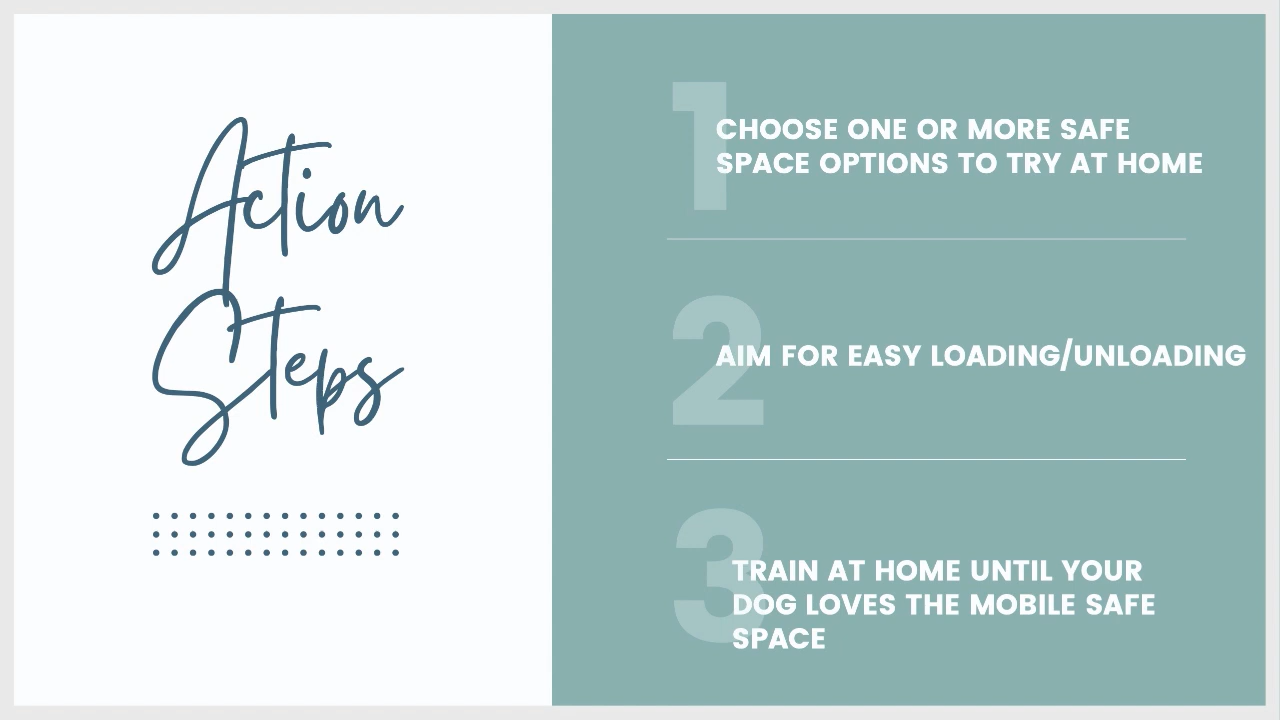 Action
Steps
1
CHOOSE ONE OR MORE SAFE
SPACE OPTIONS TO TRY AT HOME
2
AIM FOR EASY LOADING/UNLOADING
3
TRAIN AT HOME UNTIL YOUR
DOG LOVES THE MOBILE SAFE
SPACE